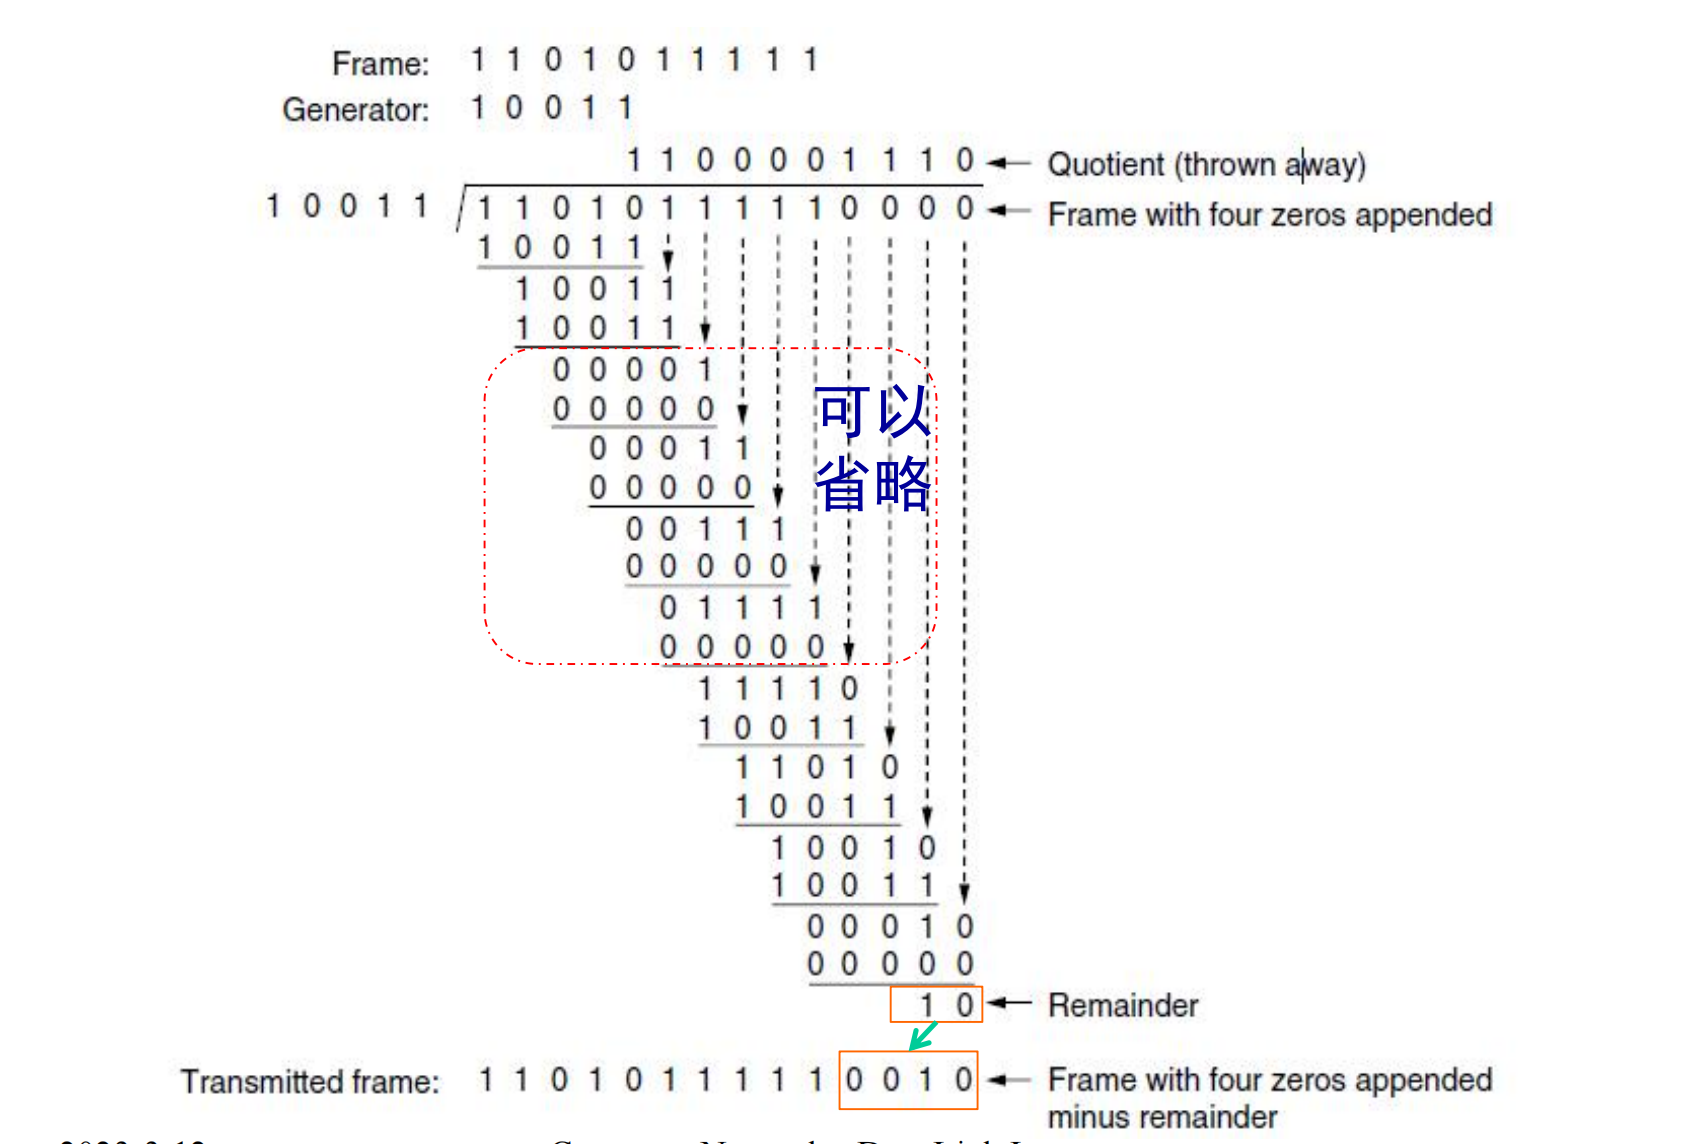 Frame: 1 1 0 1 0 1 1 1 1 1
Generator: 1 0 0 1 1
1 1 0 0 0 0 1 1 1 0 Quotient (thrown away)
1 0 0 1 1 1 1 0 1 0 1 1 1 1 1 0 0 0 0 Frame with four zeros appended
1 0 0 1 1
1 0 0 1 1
1 0 0 1 1
0 0 0 0 1
0 0 0 0 0
可以
0 0 0 1 1
0 0 0 0 0
省略
0 0 1 1 1
0 0 0 0 0
0 1 1 1 1
0 0 0 0 0
1 1 1 1 0
1 0 0 1 1
1 1 0 1 0
1 0 0 1 1
1 0 0 1 0
1 0 0 1 1
0 0 0 1 0
0 0 0 0 0
1 0 Remainder
Transmitted frame: 1 1 0 1 0 1 1 1 1 1 0 0 1 0 Frame with four zeros appended
minus remainder